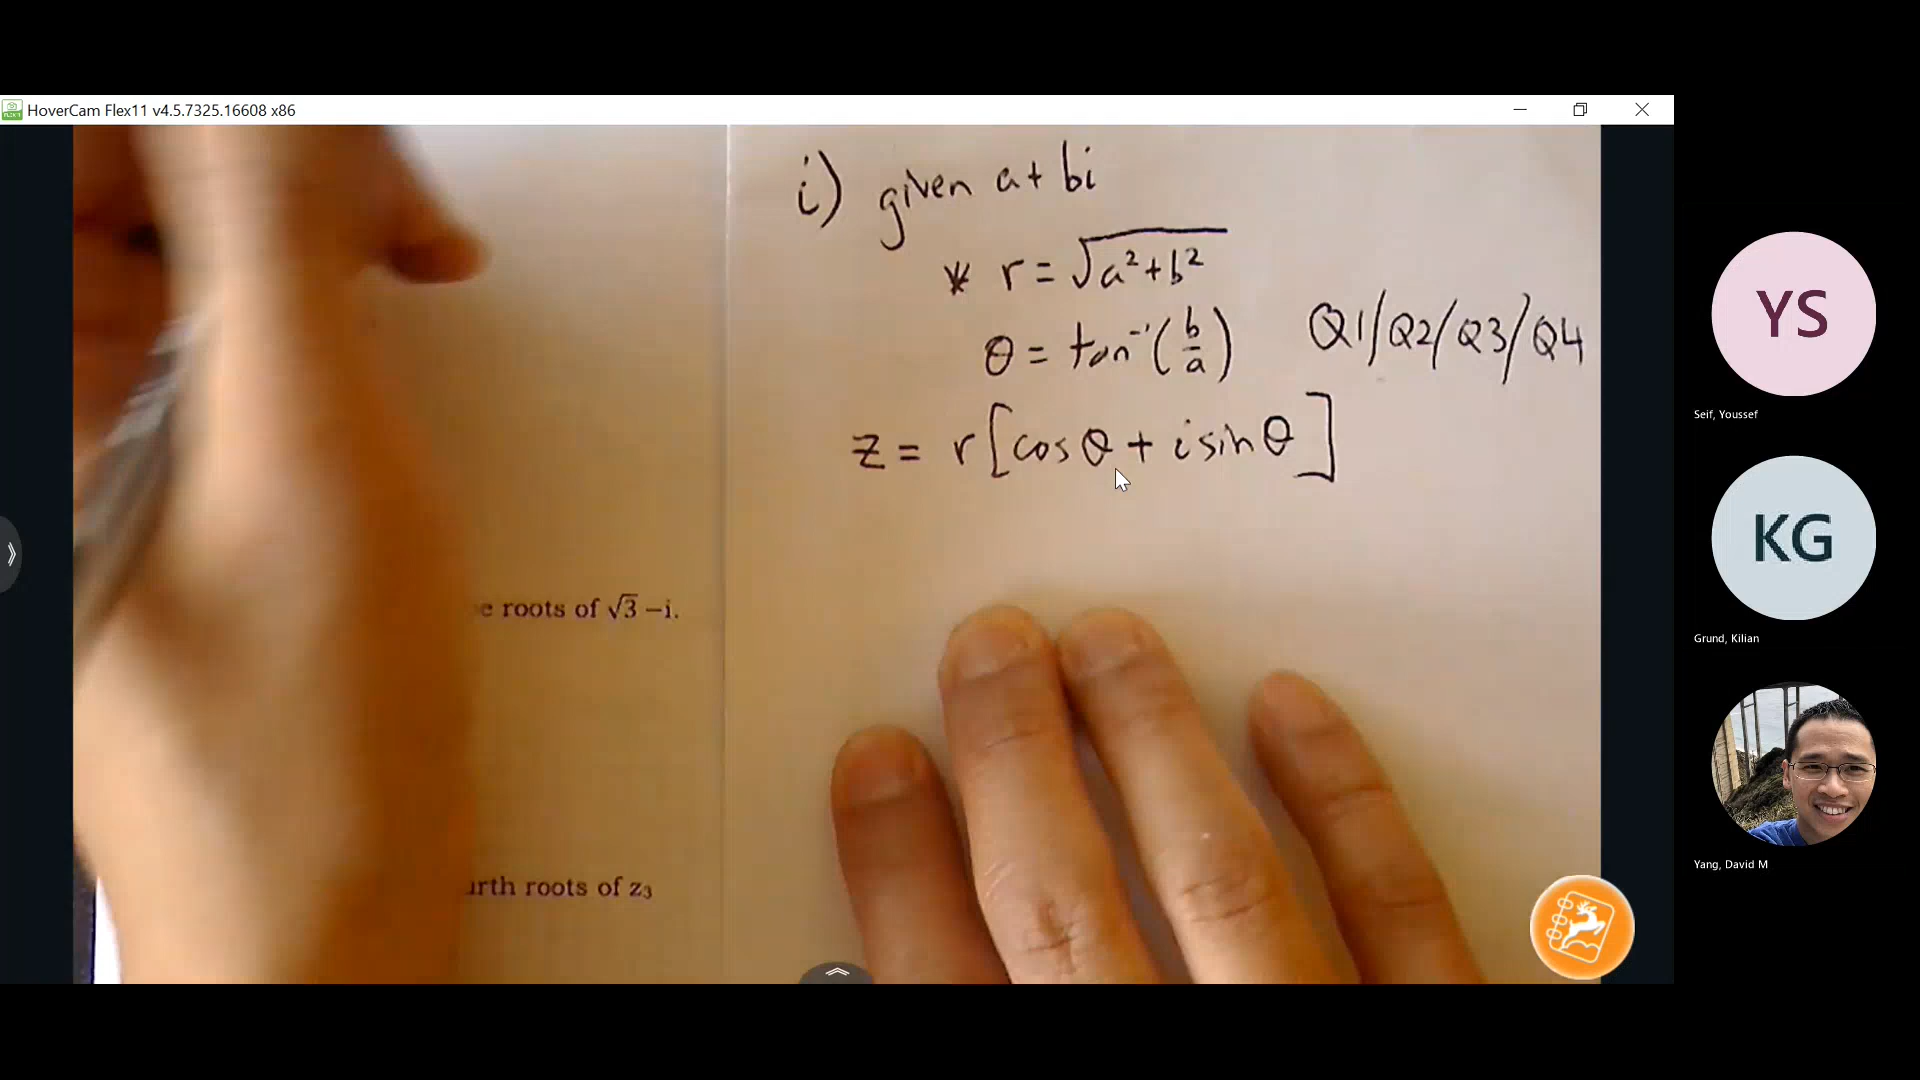 HoverCam Flex11 v4.5.7325.16608 x86
i) given a + bi
* r = √a² + b²
θ = tan⁻¹(b/a) Q1/Q2/Q3/Q4
z = r[cos θ + i sin θ]
roots of √3 −i.
roots of z₃
YS
Seif, Youssef
KG
Grund, Kilian
Yang, David M